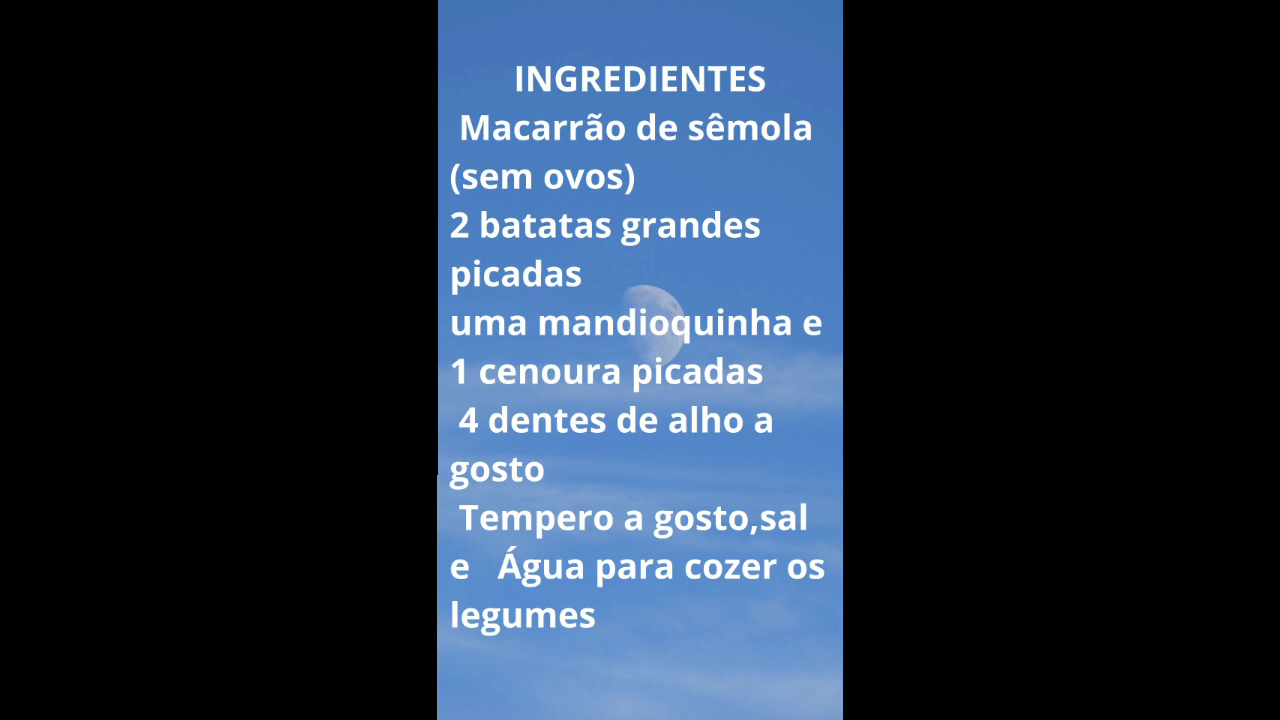 INGREDIENTES
Macarrão de sêmola
(sem ovos)
2 batatas grandes
picadas
uma mandioquinha e
1 cenoura picadas
4 dentes de alho a
gosto
Tempero a gosto,sal
e   Água para cozer os
legumes